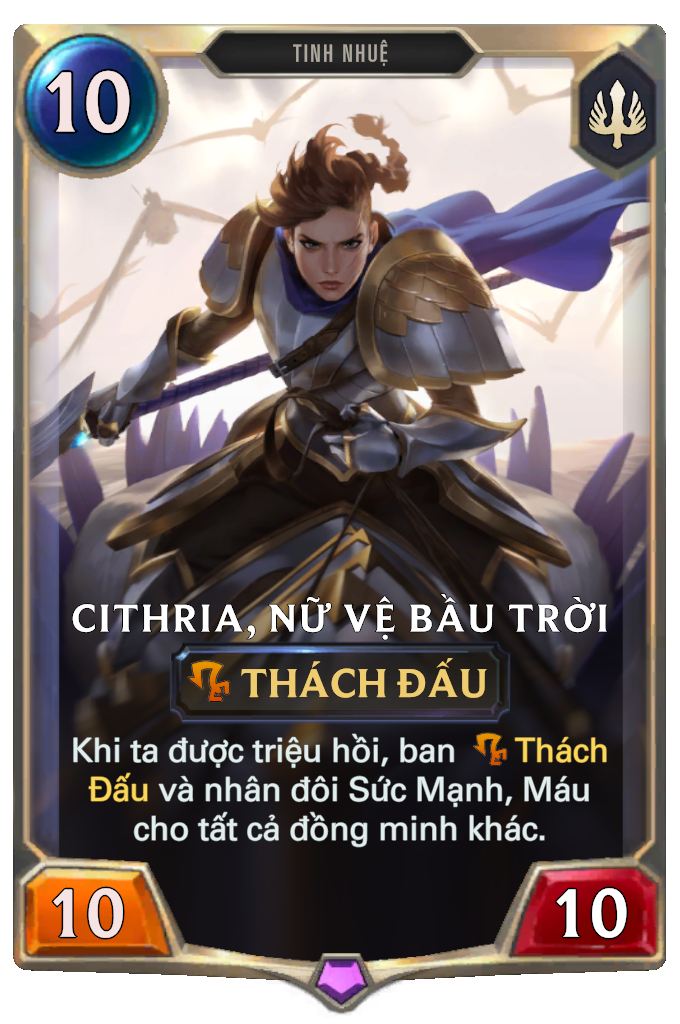 TINH NHUỆ
10
CITHRIA, NỮ VỆ BẦU TRỜI
THÁCH ĐẤU
Khi ta được triệu hồi, ban Thách
Đấu và nhân đôi Sức Mạnh, Máu
cho tất cả đồng minh khác.
10
10